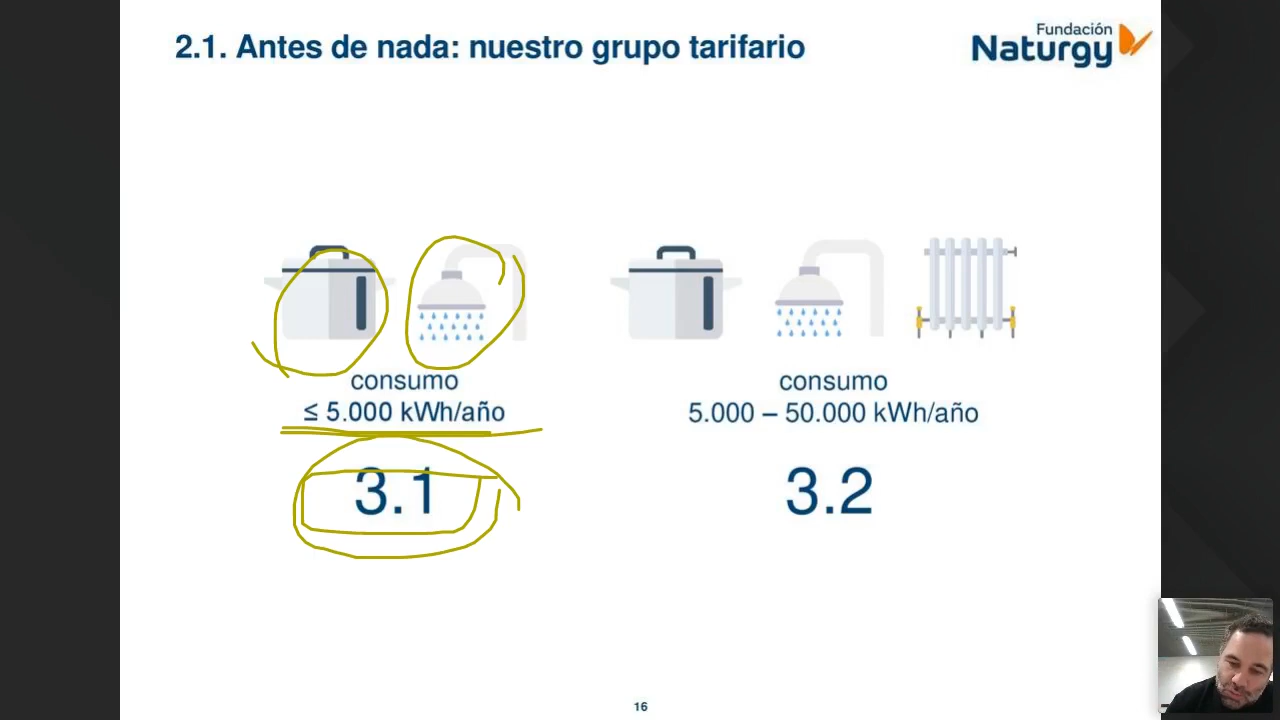 2.1. Antes de nada: nuestro grupo tarifario
Fundación
Naturgy
consumo
≤ 5.000 kWh/año
3.1
consumo
5.000 – 50.000 kWh/año
3.2
16